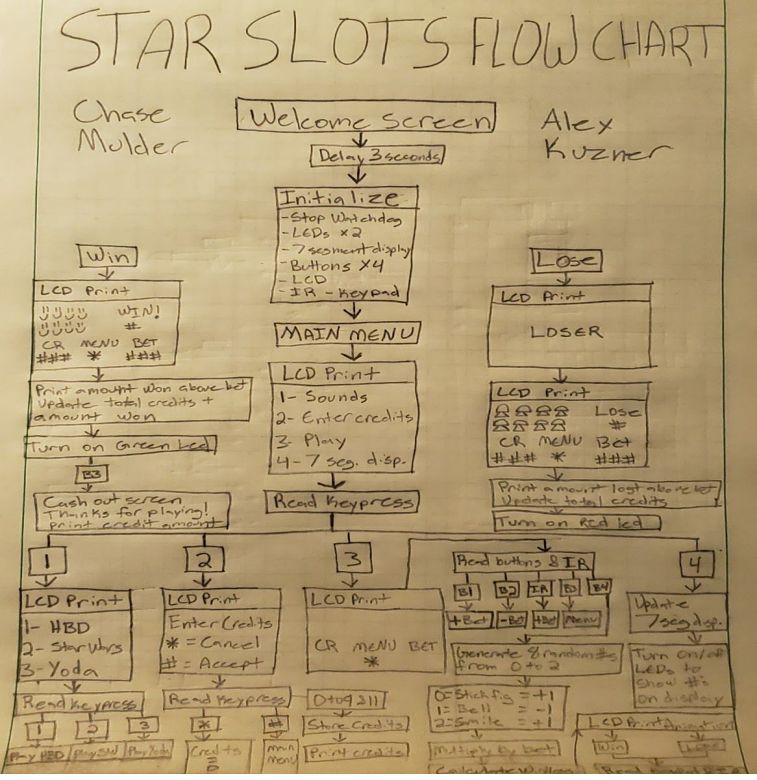 STAR SLOTS FLOW CHART
Chase
Mulder
Welcome Screen
Alex
Kuzner
Delay 3 seconds
Initialize
- Stop Watchdog
- LEDs x2
- 7 segment display
- Buttons x4
- LCD
- IR - Keypad
MAIN MENU
LCD Print
1- Sounds
2- Enter credits
3- Play
4- 7 seg. disp.
Read Keypress
Win
LCD Print
WIN!
#
CR MENU BET
### * ###
Print amount won above bet
Update total credits +
amount won
Turn on Green Led
B3
Cash out screen
Thanks for playing!
Print credit amount
Lose
LCD Print
LOSER
LCD Print
Lose
#
CR MENU Bet
### * ###
Print amount lost above bet
Update total credits
Turn on Red led
1
LCD Print
1- HBD
2- Star Wars
3- Yoda
Read Keypress
1 2 3
Play HBD Play SW Play Yoda
2
LCD Print
Enter Credits
* = Cancel
# = Accept
Read Keypress
* #
Credits
=
0
Main
Menu
0 to 9
Store Credits
Print credits
3
LCD Print
CR MENU BET
*
Read buttons & IR
B1 B2 IR B3 B4
+Bet -Bet +Bet Menu
Generate 8 random #s
from 0 to 2
0= Stick fig = +1
1= Bell = -1
2= Smile = +1
Multiply by bet
4
Update
7 seg disp.
Turn on/off
LEDs to
show #'s
on display
LCD Print Animation
Win Lose